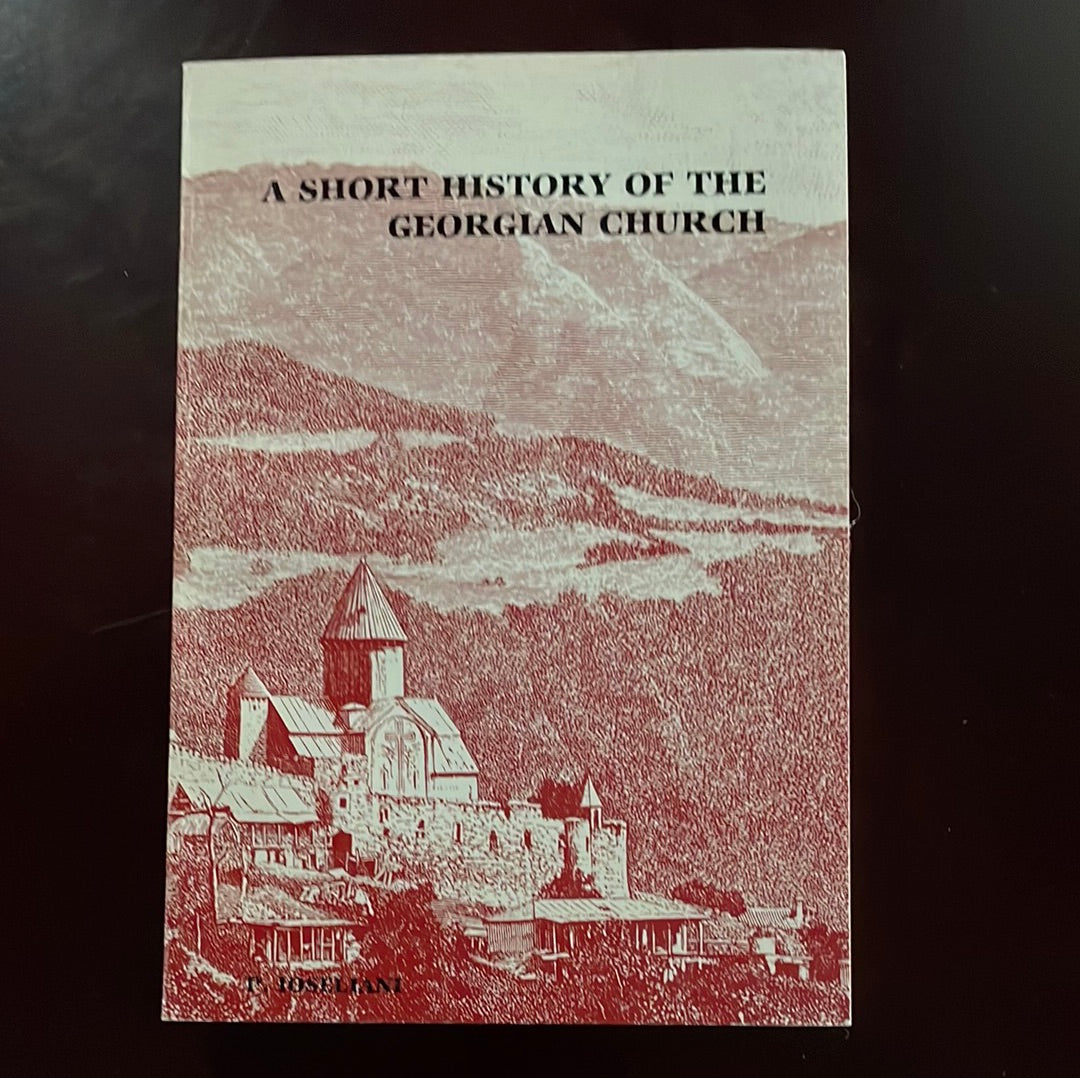 A SHORT HISTORY OF THE
GEORGIAN CHURCH
P. IOSELIANI